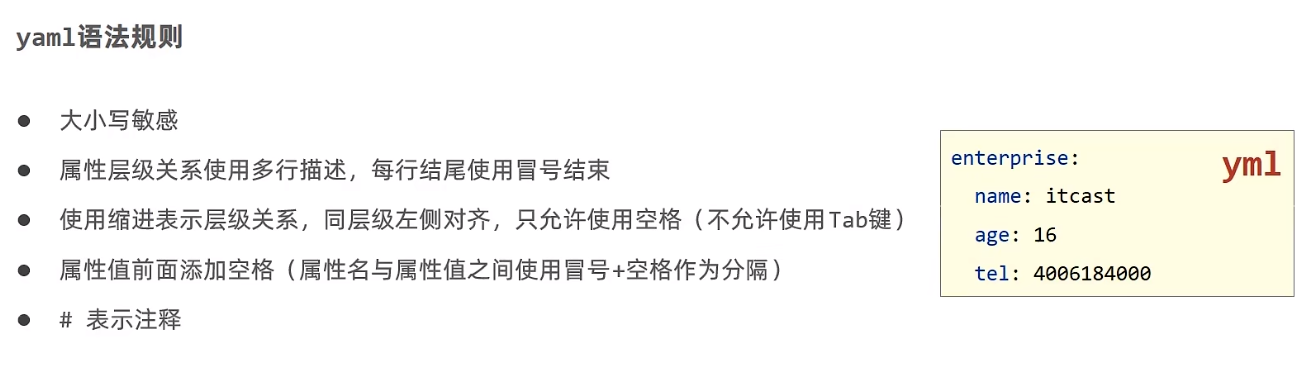 yaml语法规则
● 大小写敏感
● 属性层级关系使用多行描述，每行结尾使用冒号结束
● 使用缩进表示层级关系，同层级左侧对齐，只允许使用空格（不允许使用Tab键）
● 属性值前面添加空格（属性名与属性值之间使用冒号+空格作为分隔）
● # 表示注释
yml
enterprise:
  name: itcast
  age: 16
  tel: 4006184000